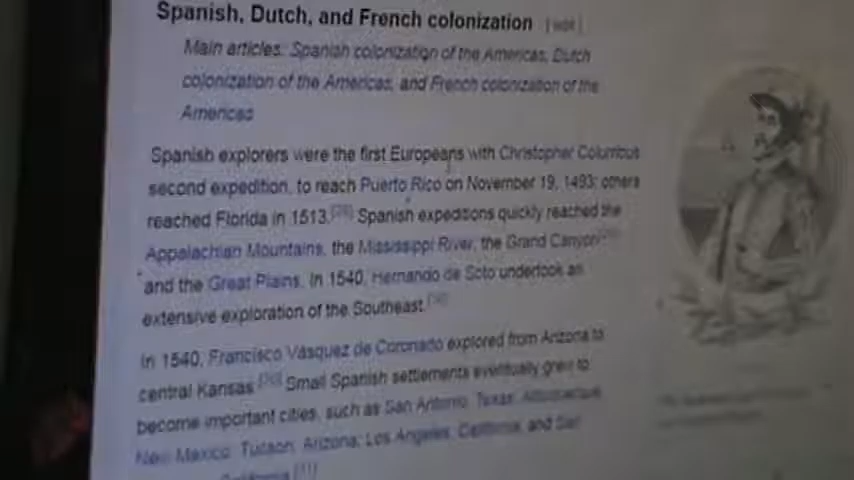 Spanish, Dutch, and French colonization [edit]
Main articles: Spanish colonization of the Americas, Dutch
colonization of the Americas, and French colonization of the
Americas
Spanish explorers were the first Europeans with Christopher Columbus
second expedition, to reach Puerto Rico on November 19, 1493; others
reached Florida in 1513. Spanish expeditions quickly reached the
Appalachian Mountains, the Mississippi River, the Grand Canyon
and the Great Plains. In 1540, Hernando de Soto undertook an
extensive exploration of the Southeast.
In 1540, Francisco Vásquez de Coronado explored from Arizona to
central Kansas. Small Spanish settlements eventually grew to
become important cities, such as San Antonio, Texas; Albuquerque,
New Mexico; Tucson, Arizona; Los Angeles, California; and San
California.